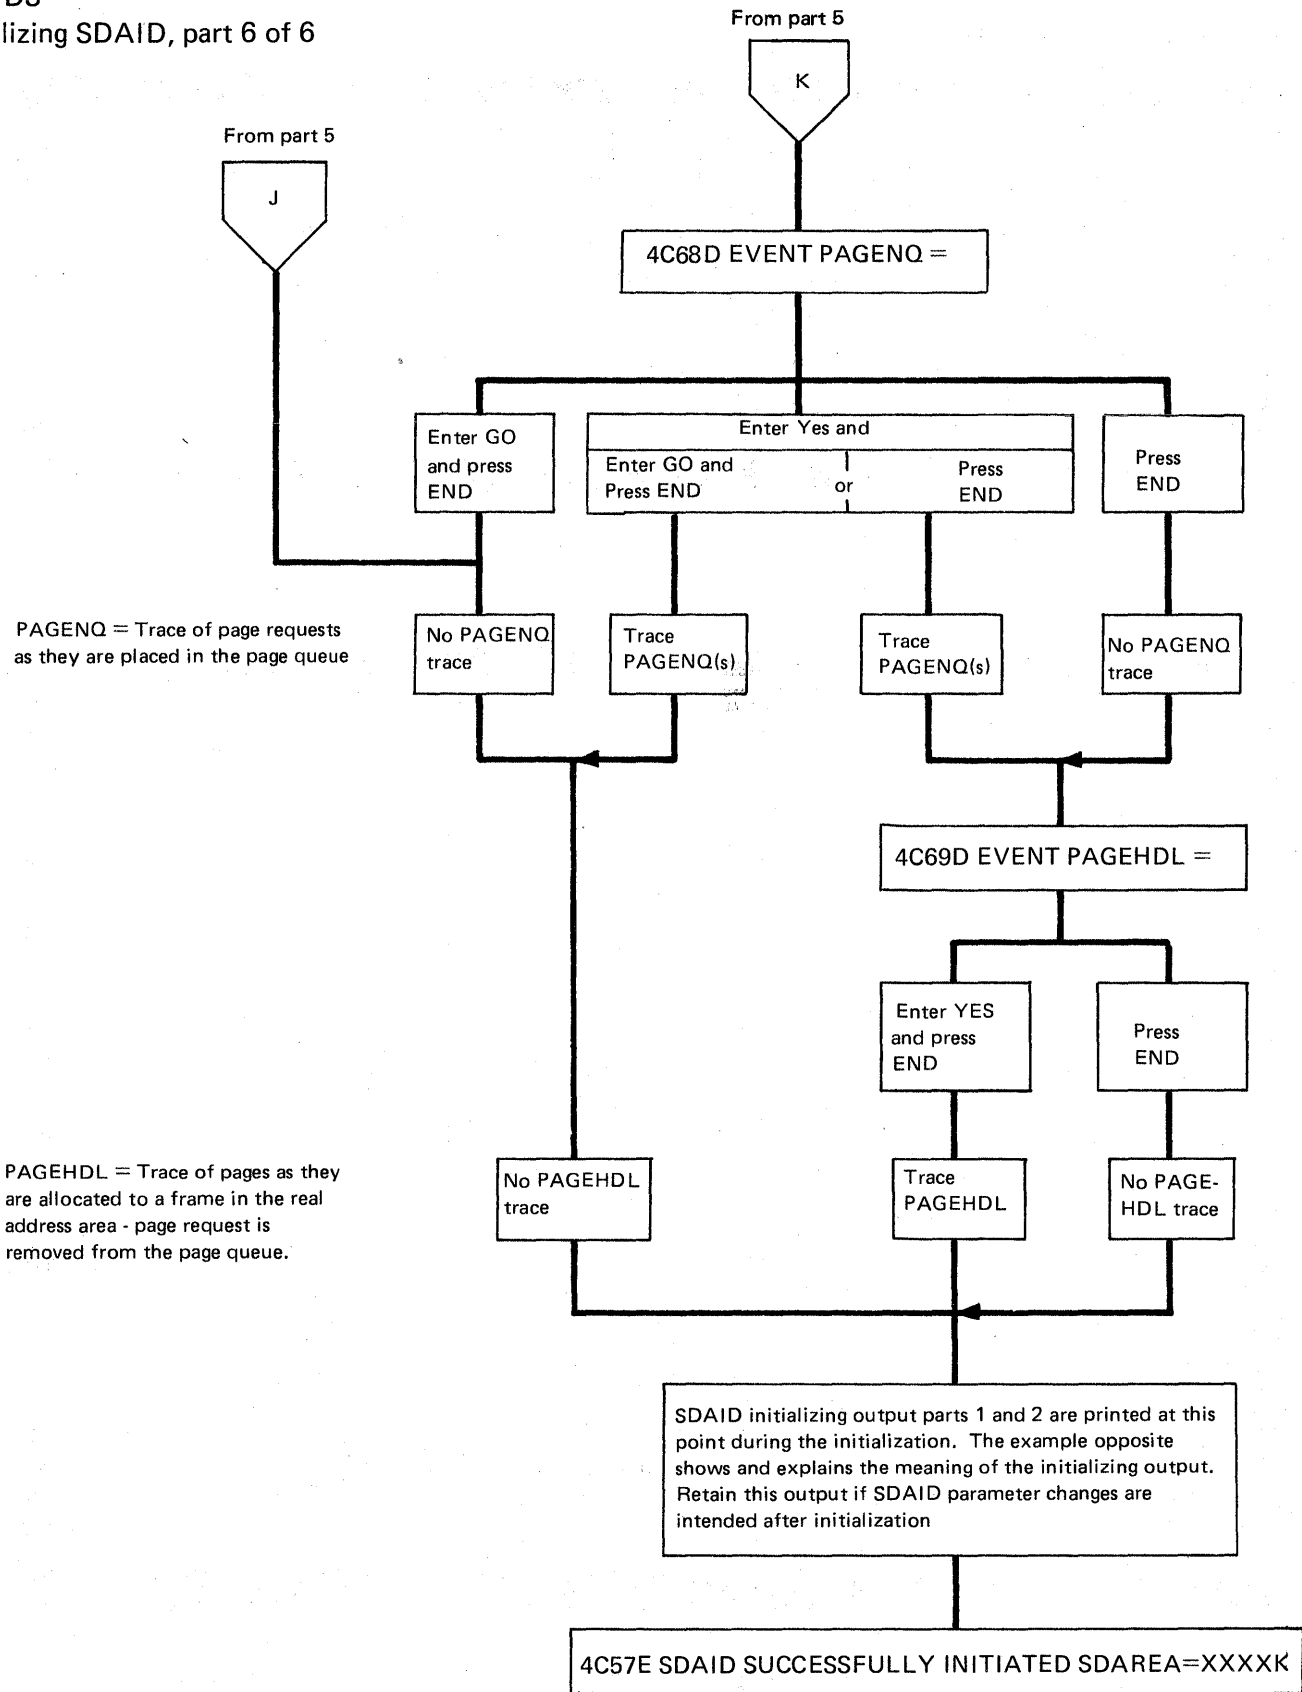 lizing SDAID, part 6 of 6
From part 5
K
From part 5
J
4C68D EVENT PAGENQ =
Enter GO
and press
END
Enter Yes and
Enter GO and
Press END
or
Press
END
Press
END
PAGENQ = Trace of page requests
as they are placed in the page queue
No PAGENQ
trace
Trace
PAGENQ(s)
Trace
PAGENQ(s)
No PAGENQ
trace
4C69D EVENT PAGEHDL =
Enter YES
and press
END
Press
END
PAGEHDL = Trace of pages as they
are allocated to a frame in the real
address area - page request is
removed from the page queue.
No PAGEHDL
trace
Trace
PAGEHDL
No PAGE-
HDL trace
SDAID initializing output parts 1 and 2 are printed at this
point during the initialization. The example opposite
shows and explains the meaning of the initializing output.
Retain this output if SDAID parameter changes are
intended after initialization
4C57E SDAID SUCCESSFULLY INITIATED SDAREA=XXXXK